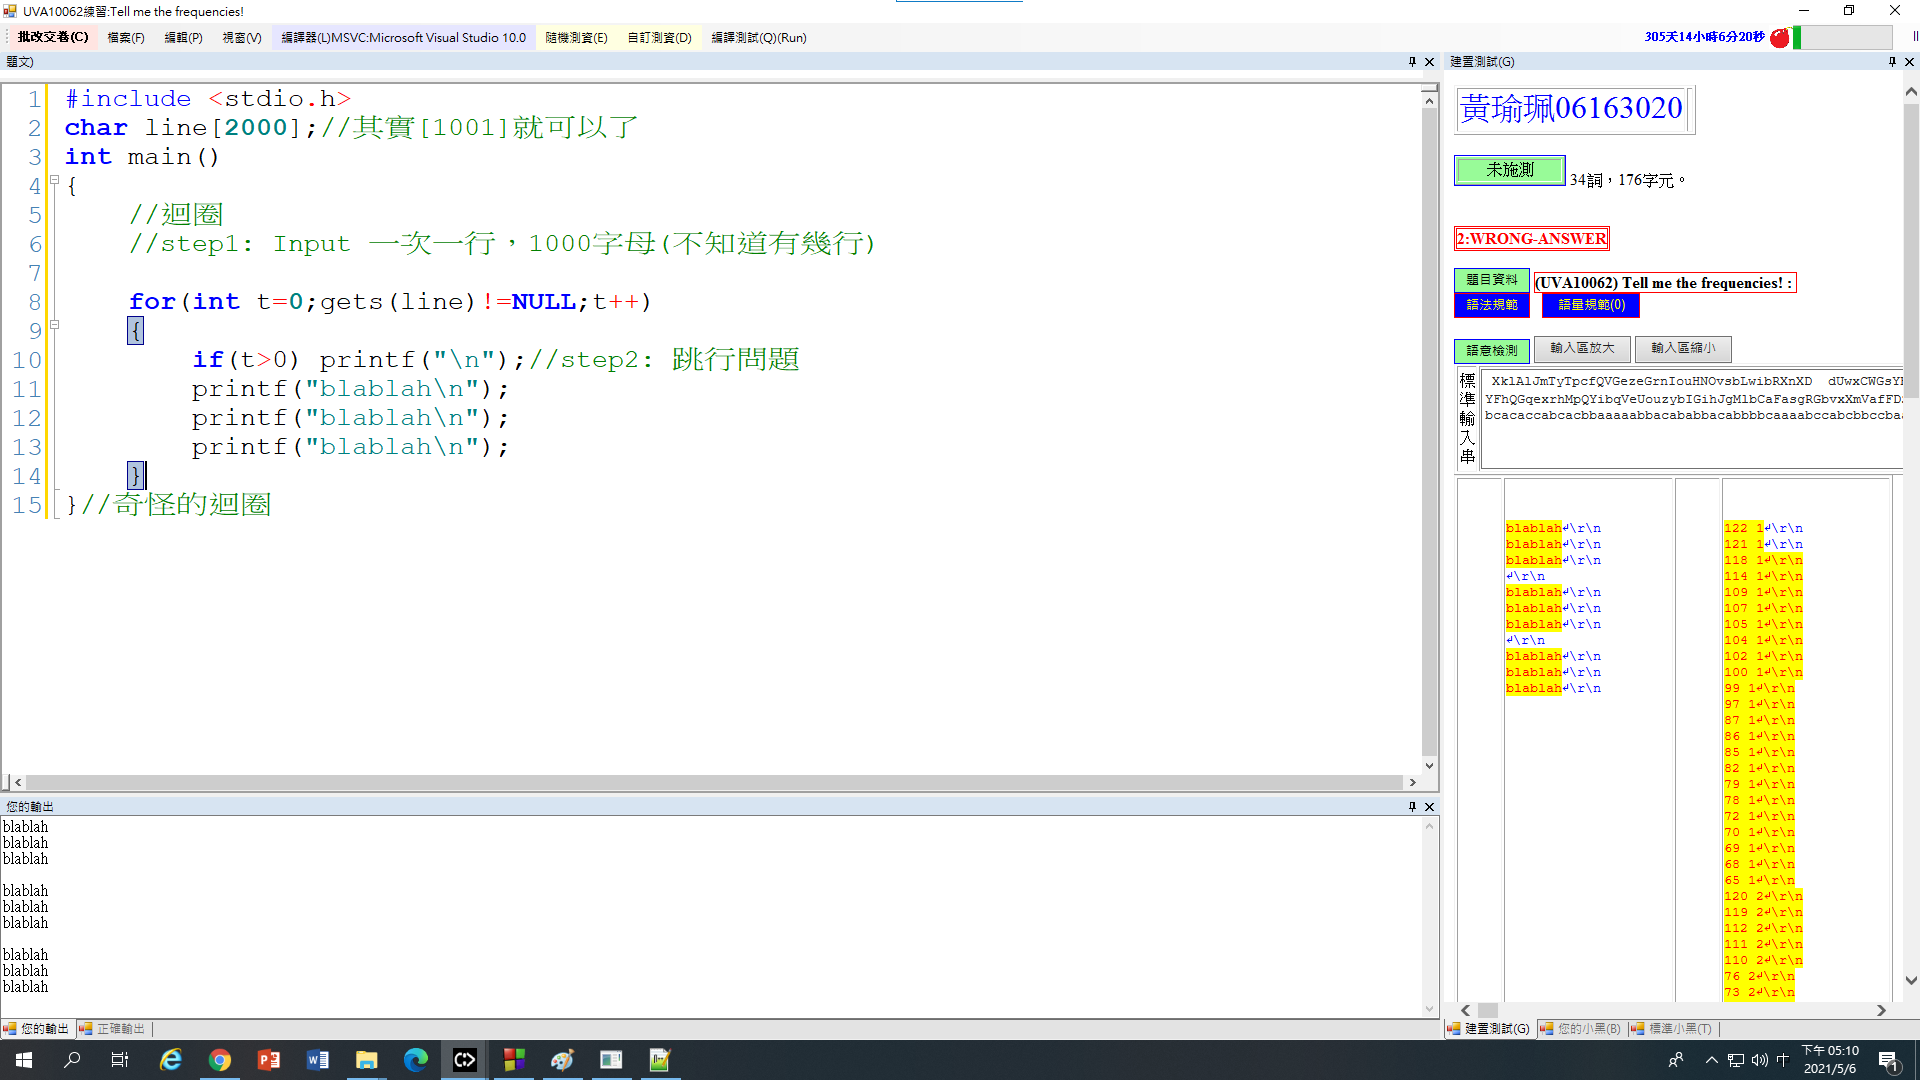 UVA10062練習:Tell me the frequencies!
批改交卷(C) 檔案(F) 編輯(P) 視窗(V) 編譯器(L)MSVC:Microsoft Visual Studio 10.0 隨機測資(E) 自訂測資(D) 編譯測試(Q)(Run) 305天14小時6分20秒
題文)
1 #include <stdio.h>
2 char line[2000];//其實[1001]就可以了
3 int main()
4 {
5 //迴圈
6 //step1: Input 一次一行,1000字母(不知道有幾行)
7
8 for(int t=0;gets(line)!=NULL;t++)
9 {
10 if(t>0) printf("\n");//step2: 跳行問題
11 printf("blablah\n");
12 printf("blablah\n");
13 printf("blablah\n");
14 }
15 }//奇怪的迴圈
您的輸出
blablah
blablah
blablah
blablah
blablah
blablah
blablah
blablah
blablah
您的輸出 正確輸出
建置測試(G)
黃瑜珮06163020
未施測 34詞,176字元。
2:WRONG-ANSWER
題目資料 (UVA10062) Tell me the frequencies! :
語法規範 語量規範(0)
語意檢測 輸入區放大 輸入區縮小
標準輸入串
XklAlJmTyTpcfQVGezeGrnIouHNOvsbLwibRXnXD dUwxCWGsY
YFhQGqexrhMpQYibqVeUouzybIGihJgMlbCaFasgRGbvxXmVafFD
bcacaccabcacbbaaaaabbacababbacabbbbcaaaabccabcbbccba
blablah↲\r\n
blablah↲\r\n
blablah↲\r\n
↲\r\n
blablah↲\r\n
blablah↲\r\n
blablah↲\r\n
↲\r\n
blablah↲\r\n
blablah↲\r\n
blablah↲\r\n
122 1↲\r\n
121 1↲\r\n
118 1↲\r\n
114 1↲\r\n
109 1↲\r\n
107 1↲\r\n
105 1↲\r\n
104 1↲\r\n
102 1↲\r\n
100 1↲\r\n
99 1↲\r\n
97 1↲\r\n
87 1↲\r\n
86 1↲\r\n
85 1↲\r\n
82 1↲\r\n
79 1↲\r\n
78 1↲\r\n
72 1↲\r\n
70 1↲\r\n
69 1↲\r\n
68 1↲\r\n
65 1↲\r\n
120 2↲\r\n
119 2↲\r\n
112 2↲\r\n
111 2↲\r\n
110 2↲\r\n
76 2↲\r\n
73 2↲\r\n
建置測試(G) 您的小黑(B) 標準小黑(T)
中 下午 05:10
2021/5/6
1